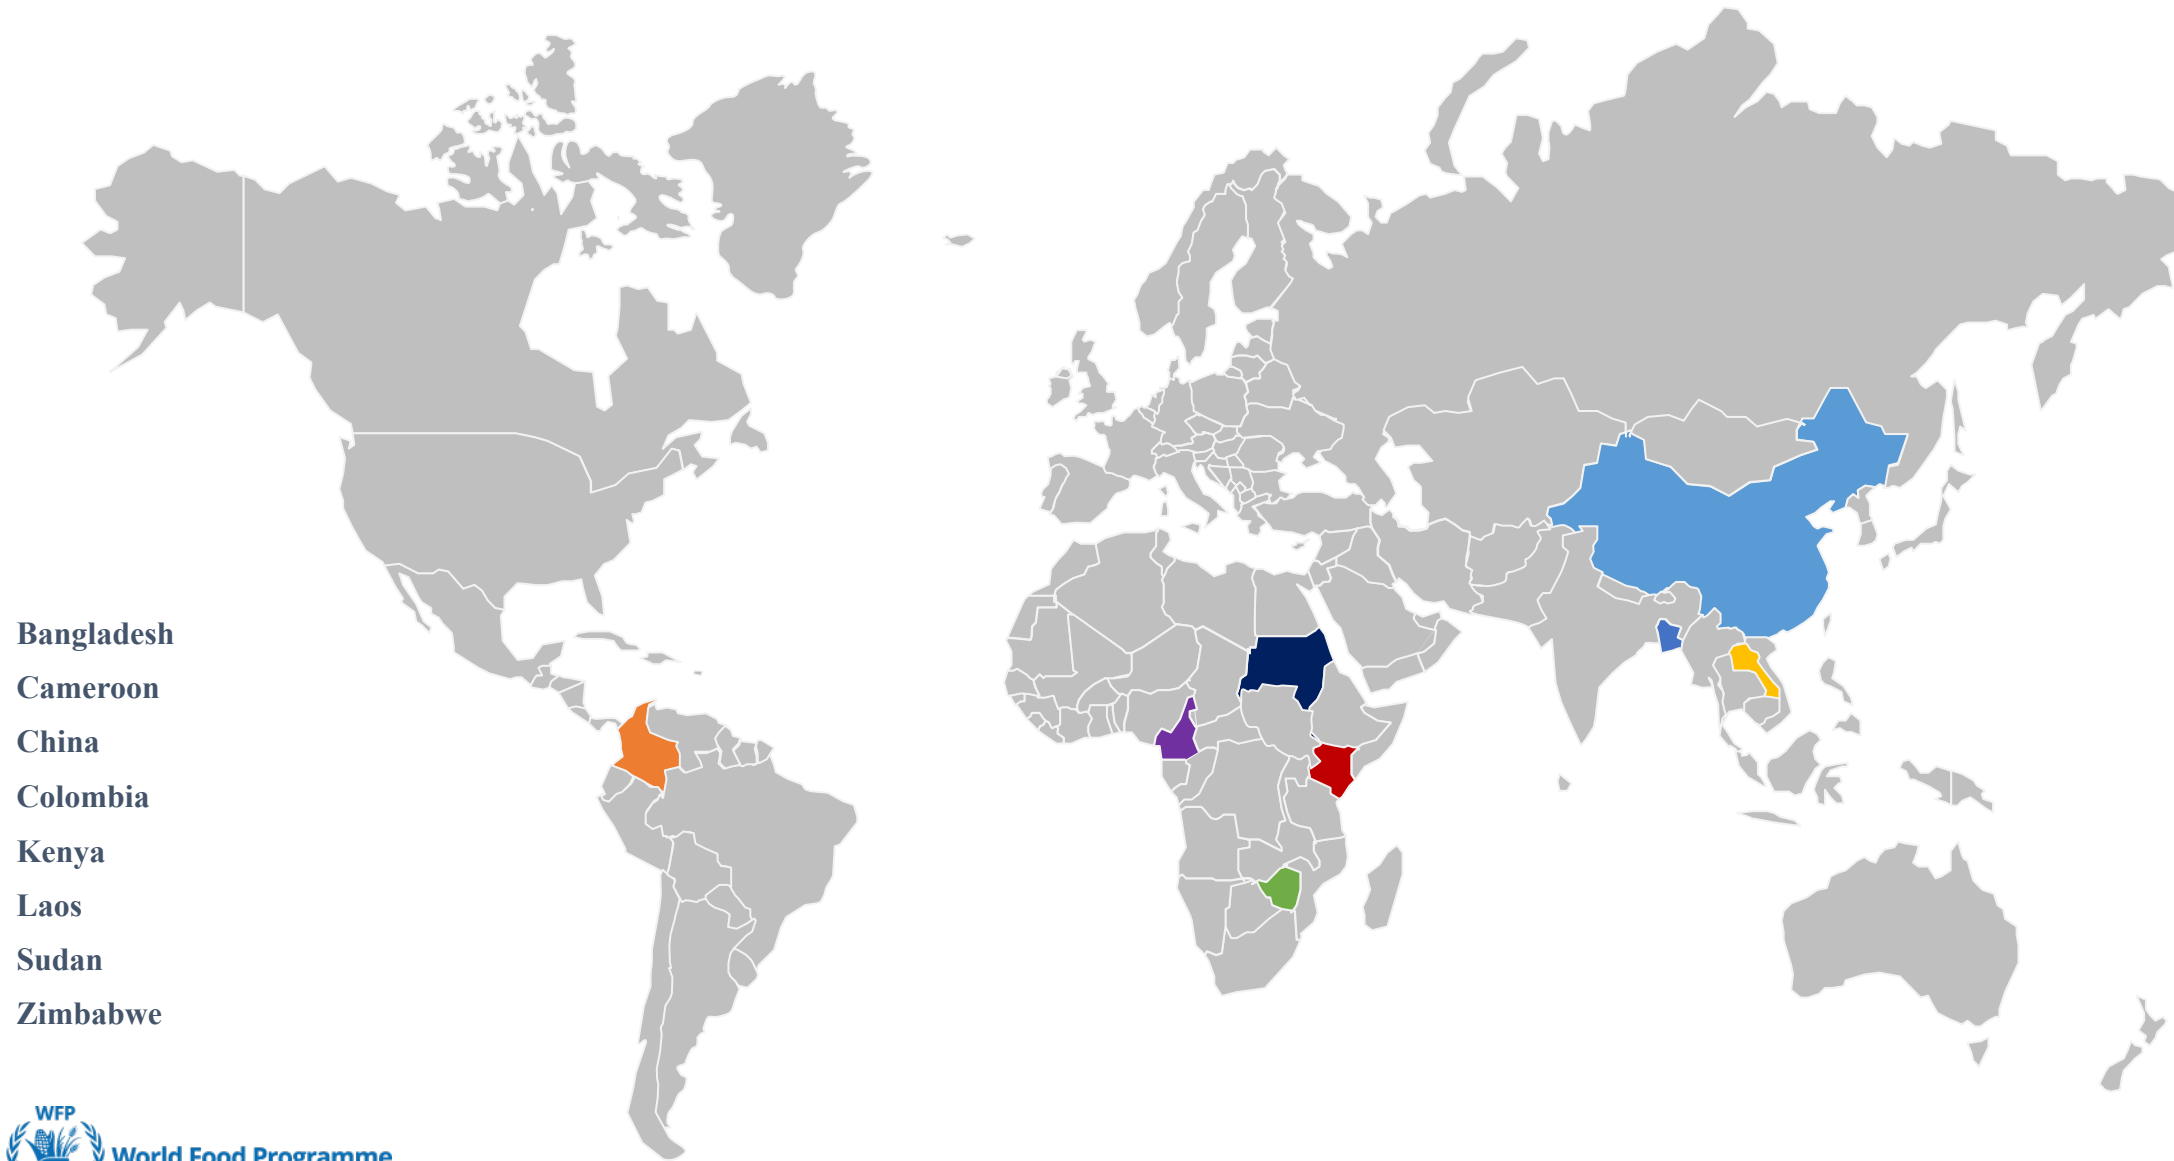 Bangladesh
Cameroon
China
Colombia
Kenya
Laos
Sudan
Zimbabwe
WFP
World Food Programme